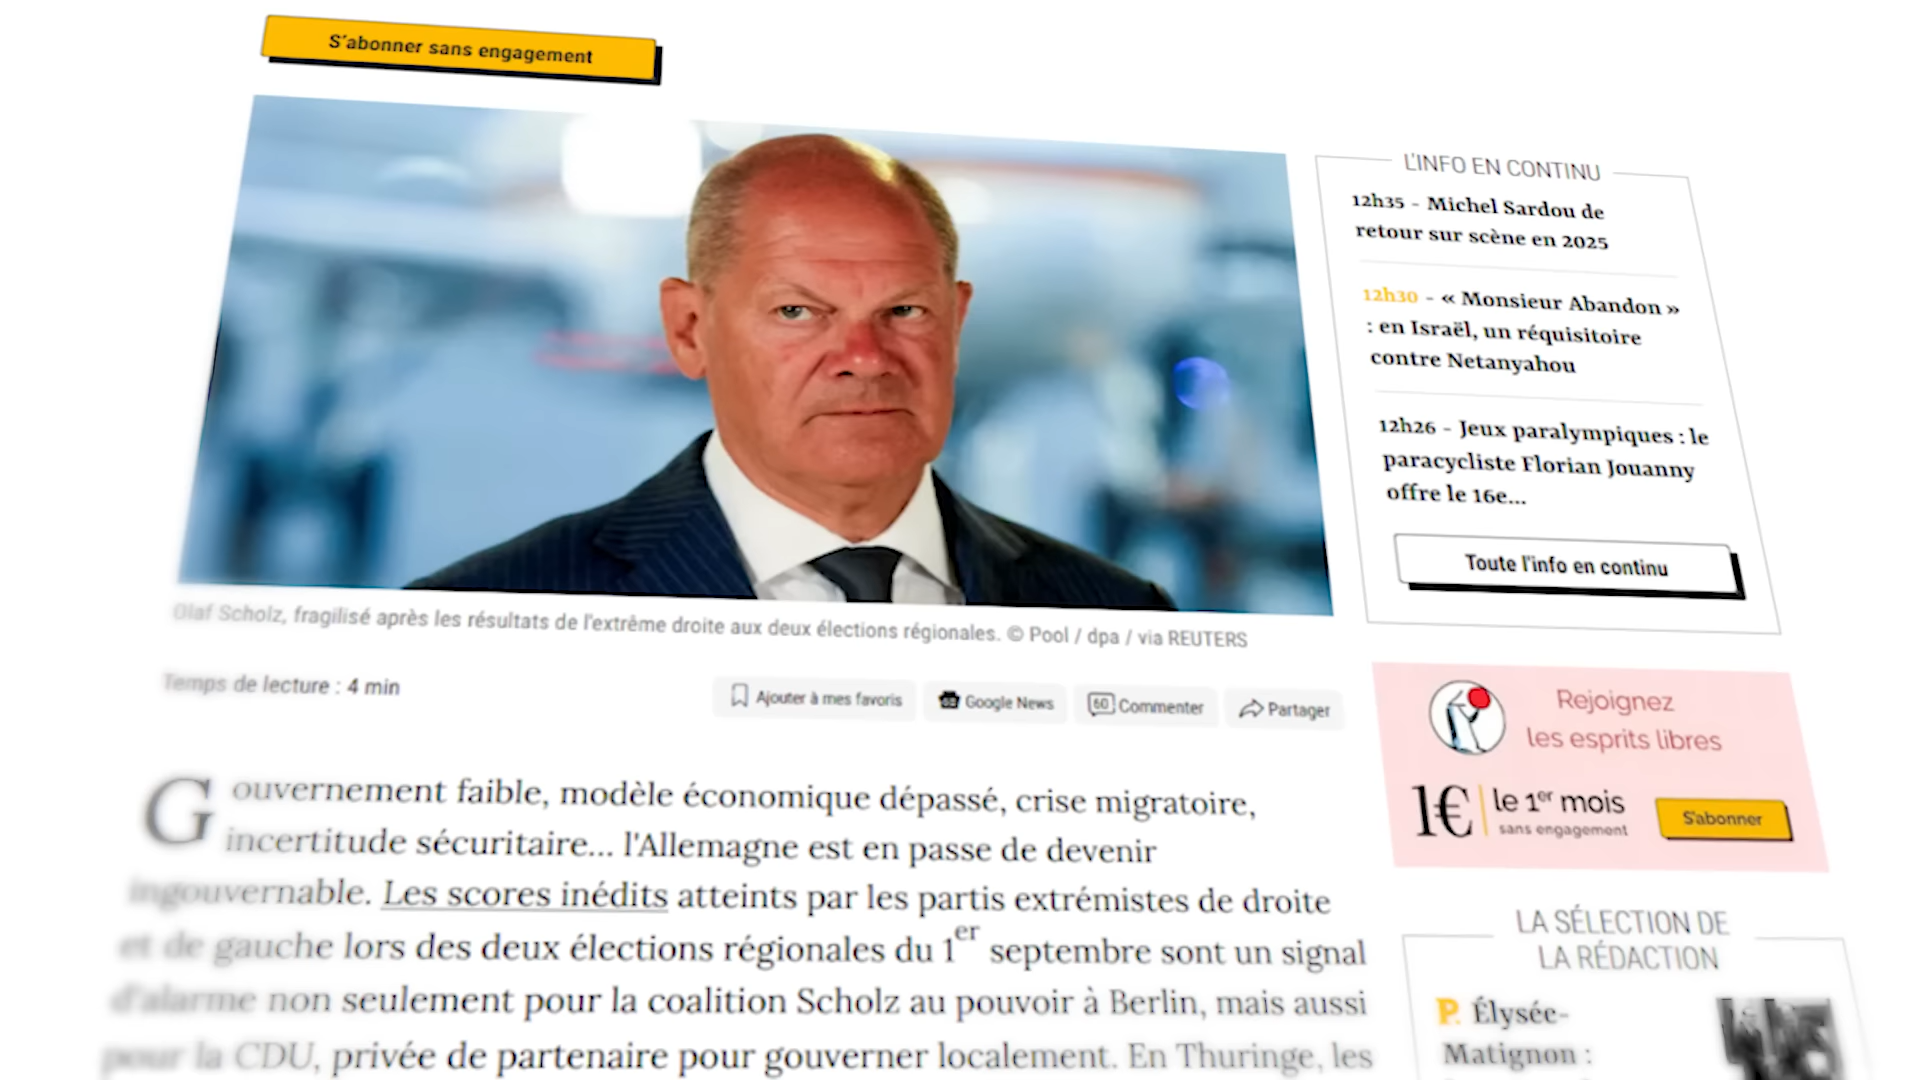 S'abonner sans engagement
Olaf Scholz, fragilisé après les résultats de l'extrême droite aux deux élections régionales. © Pool / dpa / via REUTERS
Temps de lecture : 4 min
Ajouter à mes favoris
Google News
60 Commenter
Partager
Gouvernement faible, modèle économique dépassé, crise migratoire,
incertitude sécuritaire... l'Allemagne est en passe de devenir
ingouvernable. Les scores inédits atteints par les partis extrémistes de droite
et de gauche lors des deux élections régionales du 1er septembre sont un signal
d'alarme non seulement pour la coalition Scholz au pouvoir à Berlin, mais aussi
pour la CDU, privée de partenaire pour gouverner localement. En Thuringe, les
L'INFO EN CONTINU
12h35 - Michel Sardou de
retour sur scène en 2025
12h30 - « Monsieur Abandon »
: en Israël, un réquisitoire
contre Netanyahou
12h26 - Jeux paralympiques : le
paracycliste Florian Jouanny
offre le 16e...
Toute l'info en continu
Rejoignez
les esprits libres
1€ le 1er mois
sans engagement
S'abonner
LA SÉLECTION DE
LA RÉDACTION
P. Élysée-
Matignon :